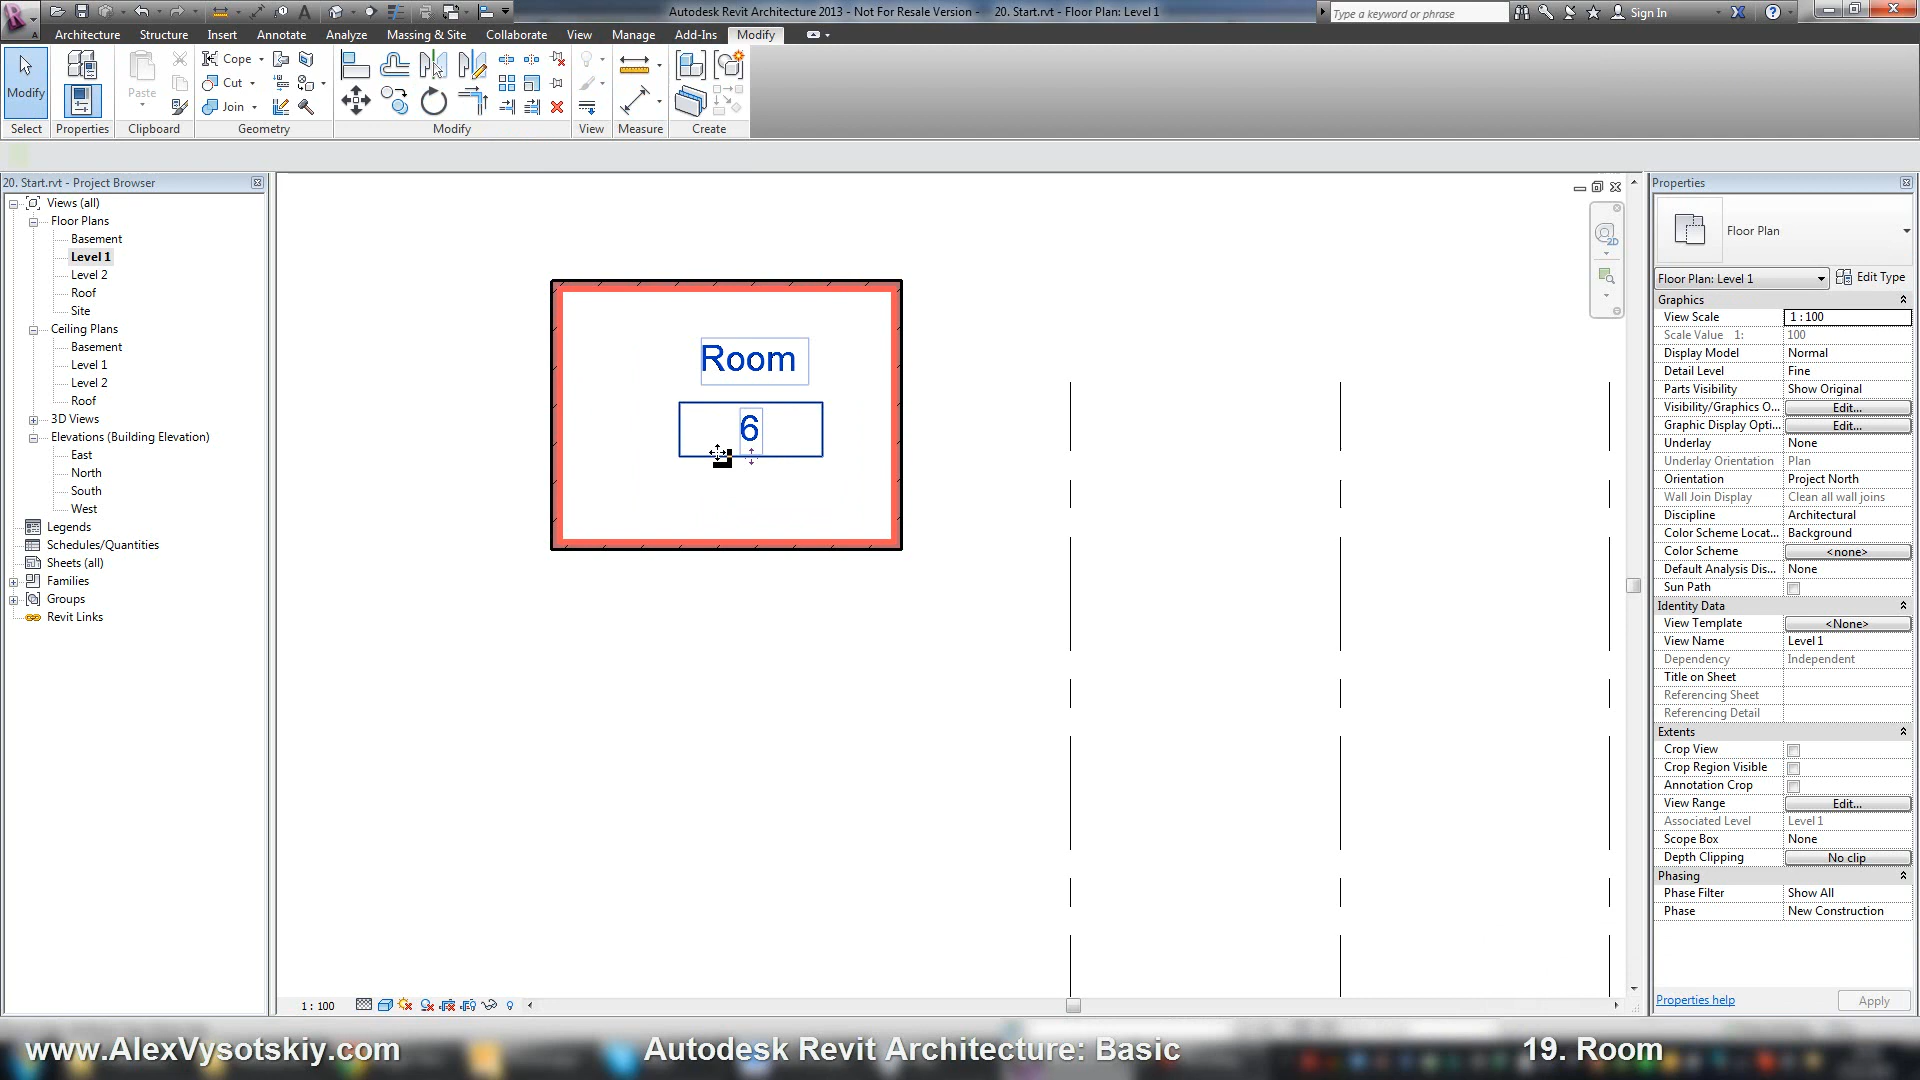 Autodesk Revit Architecture 2013 - Not For Resale Version - 20. Start.rvt - Floor Plan: Level 1
Type a keyword or phrase
Sign In
Architecture Structure Insert Annotate Analyze Massing & Site Collaborate View Manage Add-Ins Modify
Modify
Paste
Cope
Cut
Join
Select Properties Clipboard Geometry Modify View Measure Create
20. Start.rvt - Project Browser
Views (all)
Floor Plans
Basement
Level 1
Level 2
Roof
Site
Ceiling Plans
Basement
Level 1
Level 2
Roof
3D Views
Elevations (Building Elevation)
East
North
South
West
Legends
Schedules/Quantities
Sheets (all)
Families
Groups
Revit Links
Room
6
2D
1 : 100
Properties
Floor Plan
Floor Plan: Level 1 Edit Type
Graphics
View Scale 1 : 100
Scale Value 1: 100
Display Model Normal
Detail Level Fine
Parts Visibility Show Original
Visibility/Graphics O... Edit...
Graphic Display Opti... Edit...
Underlay None
Underlay Orientation Plan
Orientation Project North
Wall Join Display Clean all wall joins
Discipline Architectural
Color Scheme Locat... Background
Color Scheme <none>
Default Analysis Dis... None
Sun Path
Identity Data
View Template <None>
View Name Level 1
Dependency Independent
Title on Sheet
Referencing Sheet
Referencing Detail
Extents
Crop View
Crop Region Visible
Annotation Crop
View Range Edit...
Associated Level Level 1
Scope Box None
Depth Clipping No clip
Phasing
Phase Filter Show All
Phase New Construction
Properties help Apply
www.AlexVysotskiy.com Autodesk Revit Architecture: Basic 19. Room